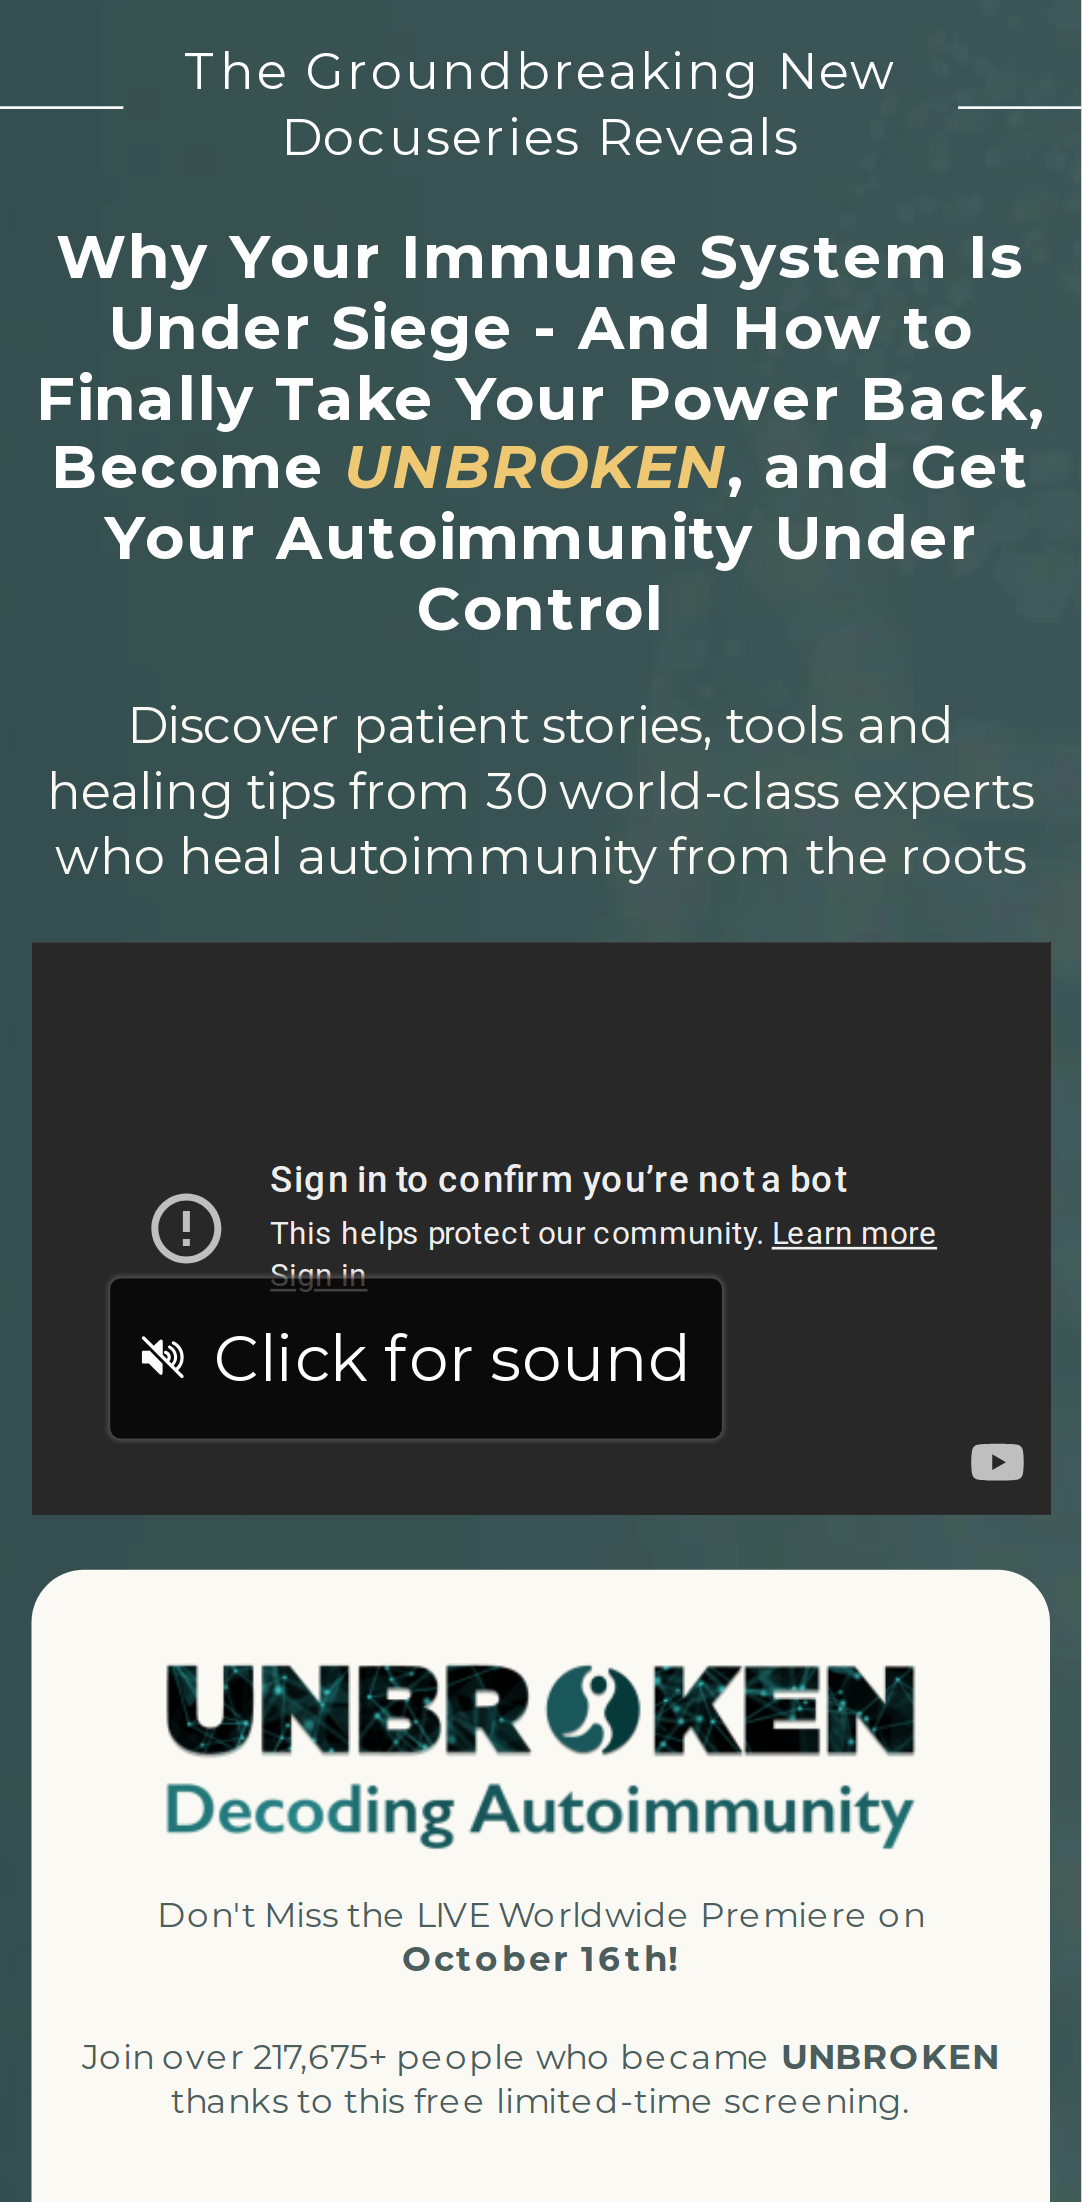 The Groundbreaking New
Docuseries Reveals
Why Your Immune System Is
Under Siege - And How to
Finally Take Your Power Back,
Become UNBROKEN, and Get
Your Autoimmunity Under
Control
Discover patient stories, tools and
healing tips from 30 world-class experts
who heal autoimmunity from the roots
Sign in to confirm you’re not a bot
This helps protect our community. Learn more
Sign in
Click for sound
UNBROKEN
Decoding Autoimmunity
Don't Miss the LIVE Worldwide Premiere on
October 16th!
Join over 217,675+ people who became UNBROKEN
thanks to this free limited-time screening.